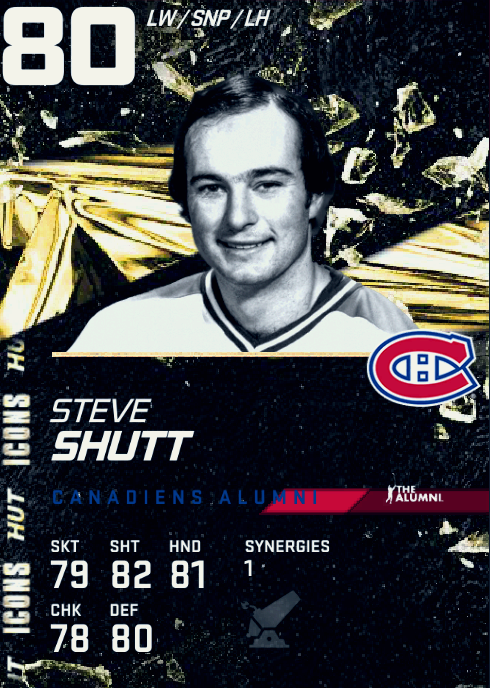 80
LW / SNP / LH
STEVE
SHUTT
CANADIENS ALUMNI
THE
ALUMNI
SKT SHT HND SYNERGIES
79 82 81 1
CHK DEF
78 80
HUT ICONS HUT ICONS